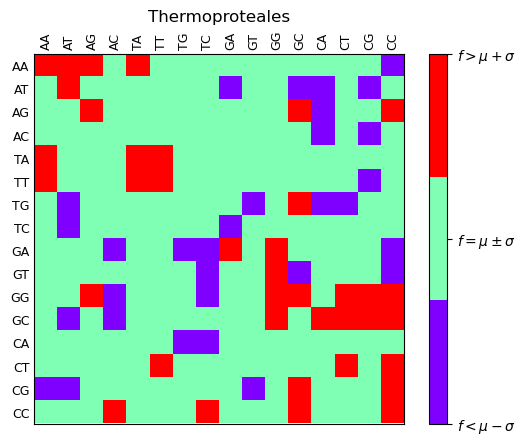 Thermoproteales
AA AT AG AC TA TT TG TC GA GT GG GC CA CT CG CC
AA
AT
AG
AC
TA
TT
TG
TC
GA
GT
GG
GC
CA
CT
CG
CC
f > μ + σ
f = μ ± σ
f < μ − σ